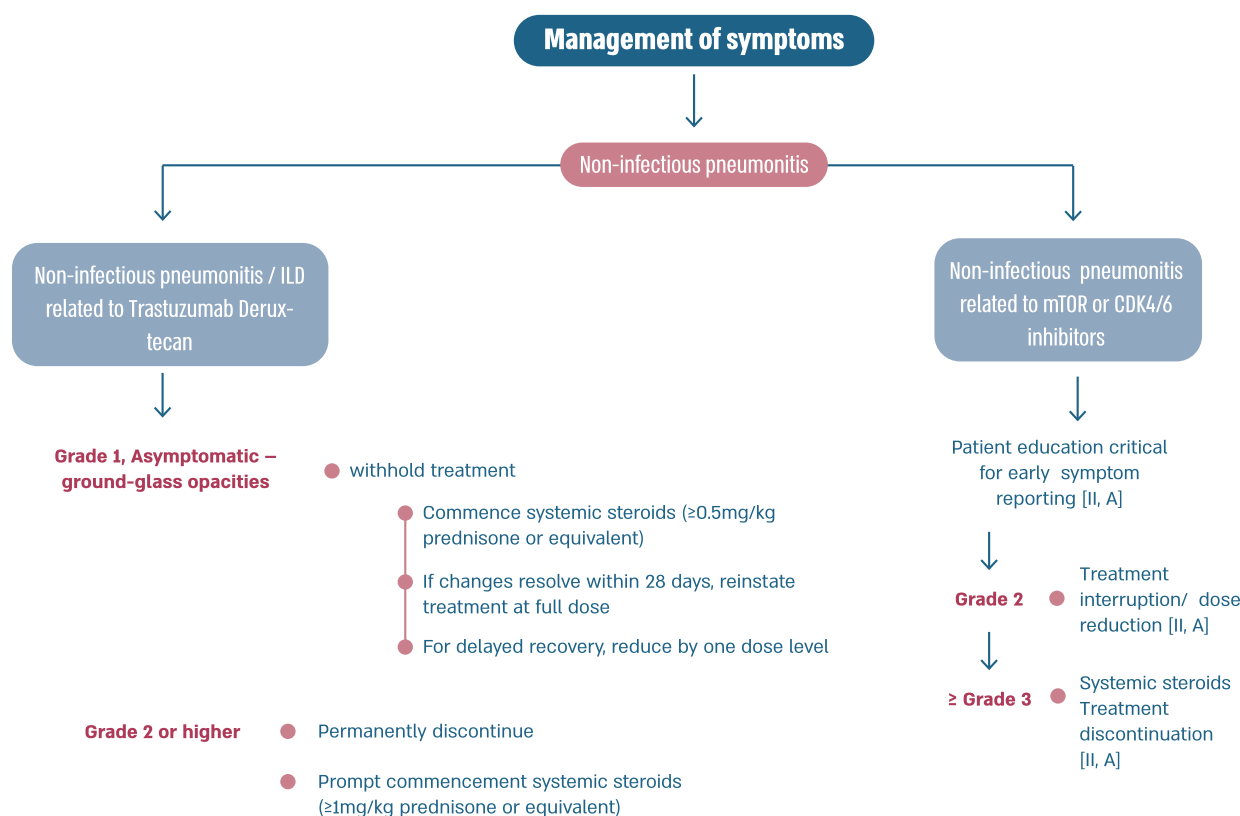 Management of symptoms
Non-infectious pneumonitis
Non-infectious pneumonitis / ILD
related to Trastuzumab Derux-
tecan
Grade 1, Asymptomatic –
ground-glass opacities
withhold treatment
Commence systemic steroids (≥0.5mg/kg
prednisone or equivalent)
If changes resolve within 28 days, reinstate
treatment at full dose
For delayed recovery, reduce by one dose level
Grade 2 or higher
Permanently discontinue
Prompt commencement systemic steroids
(≥1mg/kg prednisone or equivalent)
Non-infectious pneumonitis
related to mTOR or CDK4/6
inhibitors
Patient education critical
for early symptom
reporting [II, A]
Grade 2
Treatment
interruption/ dose
reduction [II, A]
≥ Grade 3
Systemic steroids
Treatment
discontinuation
[II, A]